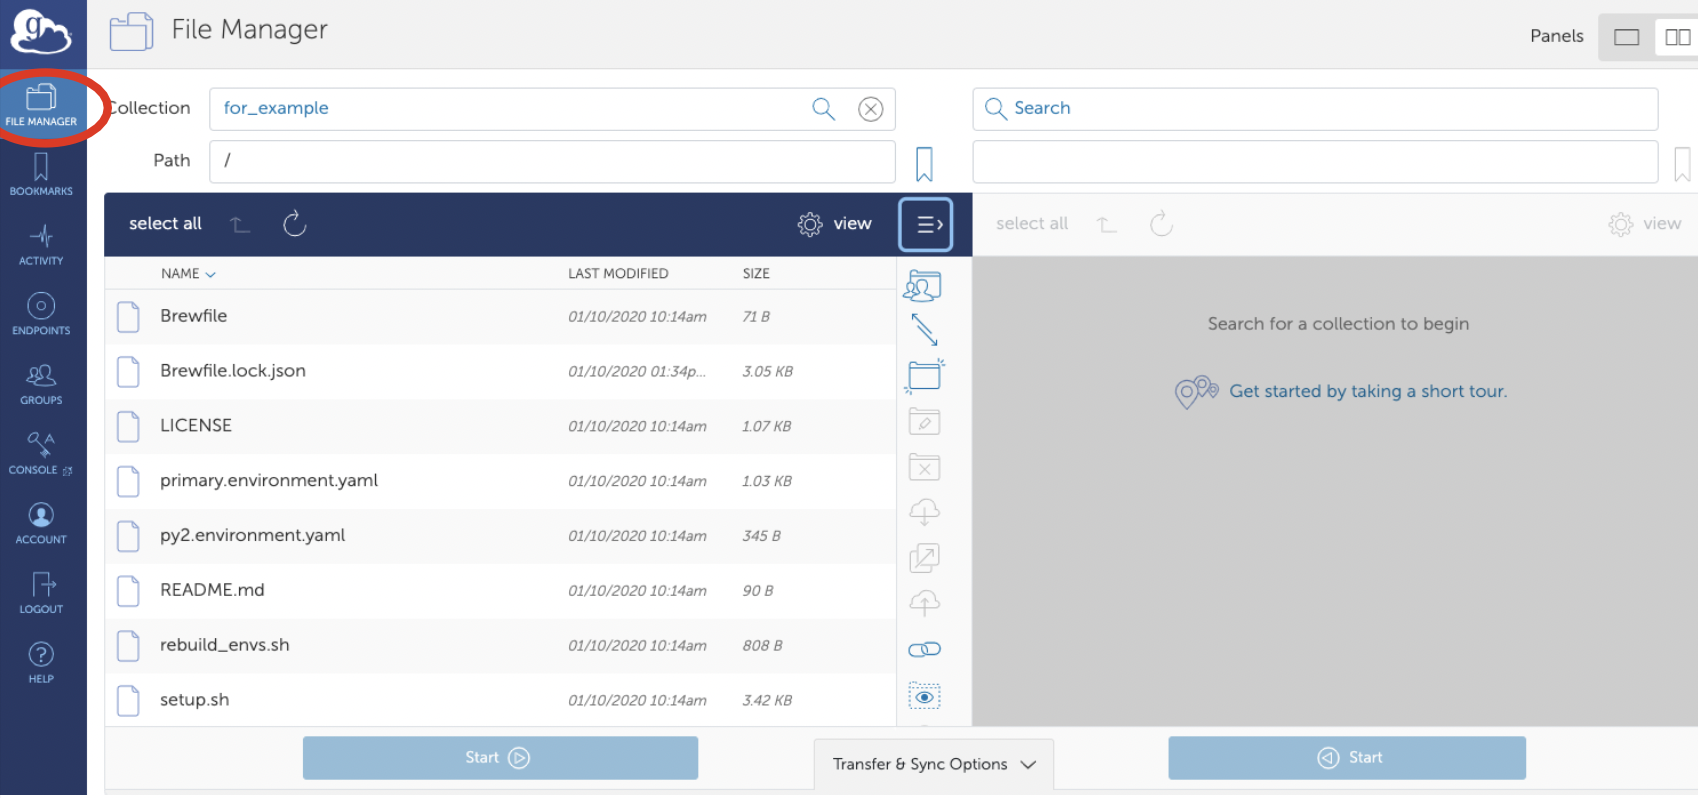 g
File Manager
Panels
FILE MANAGER
BOOKMARKS
ACTIVITY
ENDPOINTS
GROUPS
CONSOLE
ACCOUNT
LOGOUT
HELP
Collection
for_example
Search
Path
/
select all
view
select all
view
NAME LAST MODIFIED SIZE
Brewfile 01/10/2020 10:14am 71 B
Brewfile.lock.json 01/10/2020 01:34p... 3.05 KB
LICENSE 01/10/2020 10:14am 1.07 KB
primary.environment.yaml 01/10/2020 10:14am 1.03 KB
py2.environment.yaml 01/10/2020 10:14am 345 B
README.md 01/10/2020 10:14am 90 B
rebuild_envs.sh 01/10/2020 10:14am 808 B
setup.sh 01/10/2020 10:14am 3.42 KB
Search for a collection to begin
Get started by taking a short tour.
Start
Transfer & Sync Options
Start